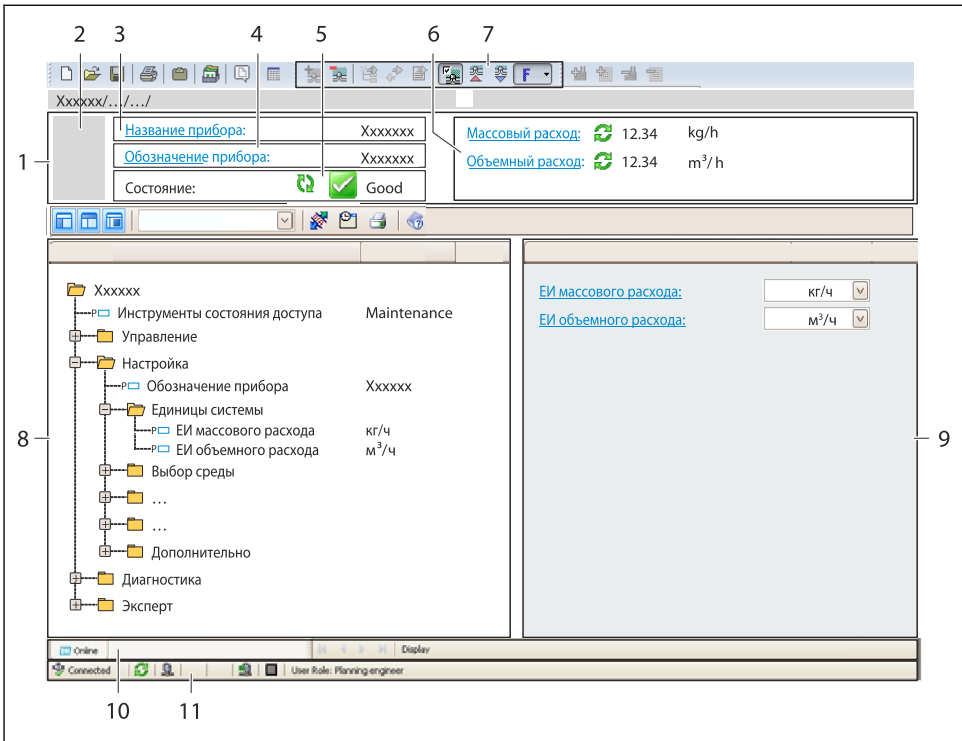 2 3 4 5 6 7
F
Xxxxxx/.../.../
1
Название прибора: Xxxxxxx
Обозначение прибора: Xxxxxxx
Состояние: Good
Массовый расход: 12.34 kg/h
Объемный расход: 12.34 m³/h
Xxxxxx
Инструменты состояния доступа Maintenance
Управление
Настройка
P Обозначение прибора Xxxxxx
Единицы системы
P ЕИ массового расхода кг/ч
P ЕИ объемного расхода м³/ч
Выбор среды
...
...
Дополнительно
Диагностика
Эксперт
8
ЕИ массового расхода: кг/ч
ЕИ объемного расхода: м³/ч
9
Online Display
Connected User Role: Planning engineer
10 11